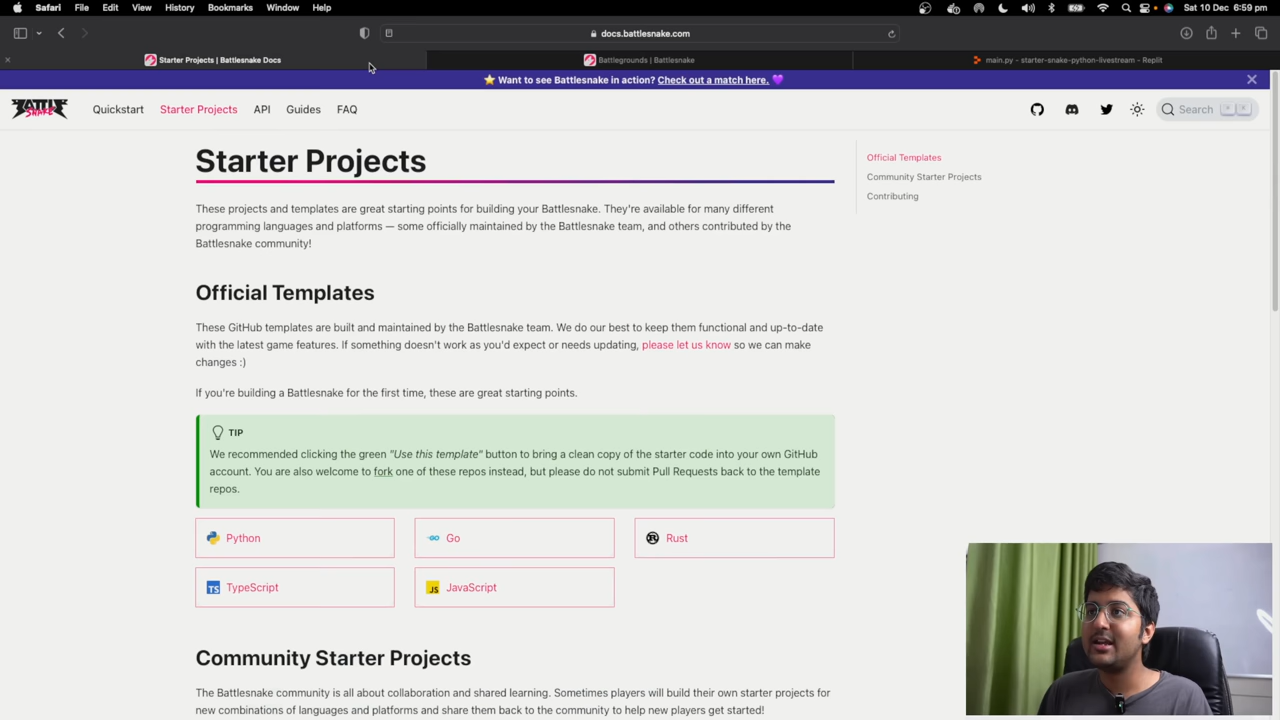 Safari File Edit View History Bookmarks Window Help Sat 10 Dec 6:59 pm
docs.battlesnake.com
Starter Projects | Battlesnake Docs Battlegrounds | Battlesnake main.py - starter-snake-python-livestream - Replit
⭐ Want to see Battlesnake in action? Check out a match here. 💜
BATTLE SNAKE Quickstart Starter Projects API Guides FAQ Search
Starter Projects
These projects and templates are great starting points for building your Battlesnake. They're available for many different
programming languages and platforms — some officially maintained by the Battlesnake team, and others contributed by the
Battlesnake community!
Official Templates
Community Starter Projects
Contributing
Official Templates
These GitHub templates are built and maintained by the Battlesnake team. We do our best to keep them functional and up-to-date
with the latest game features. If something doesn't work as you'd expect or needs updating, please let us know so we can make
changes :)
If you're building a Battlesnake for the first time, these are great starting points.
TIP
We recommended clicking the green "Use this template" button to bring a clean copy of the starter code into your own GitHub
account. You are also welcome to fork one of these repos instead, but please do not submit Pull Requests back to the template
repos.
Python Go Rust
TS TypeScript JS JavaScript
Community Starter Projects
The Battlesnake community is all about collaboration and shared learning. Sometimes players will build their own starter projects for
new combinations of languages and platforms and share them back to the community to help new players get started!